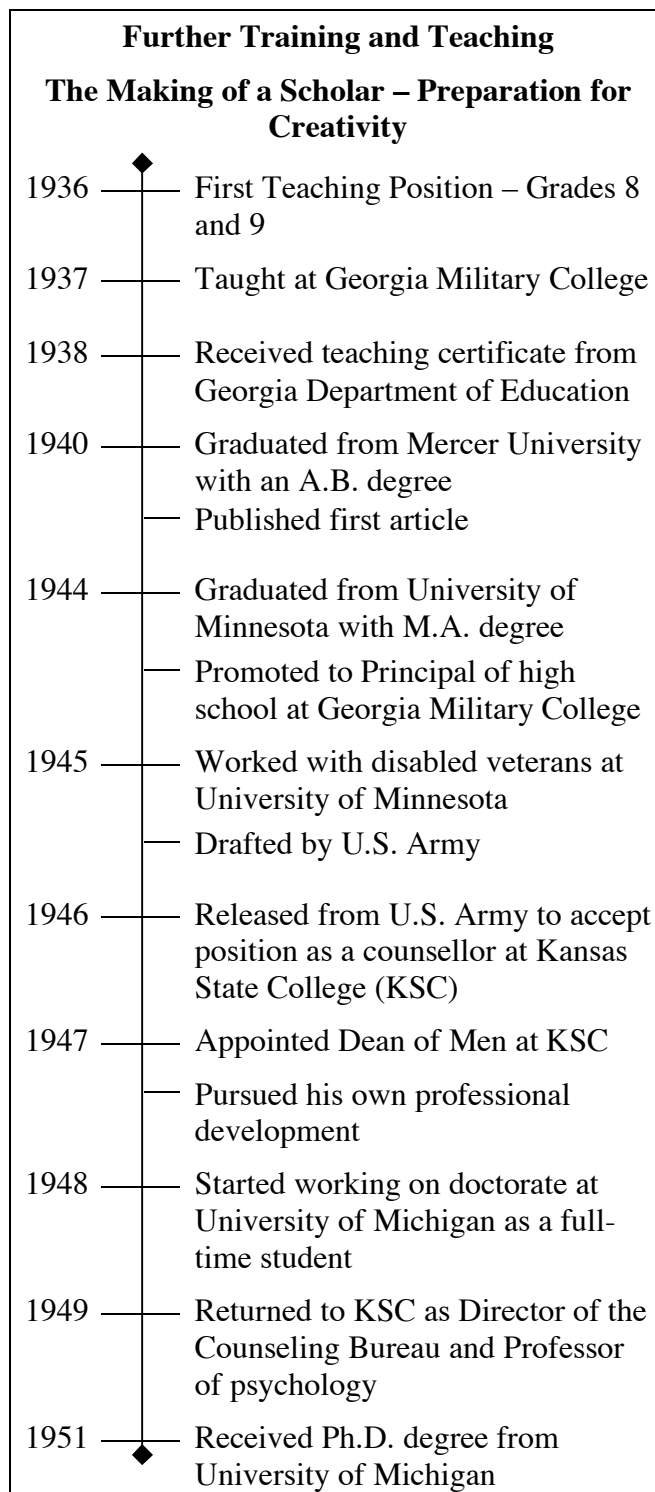 Further Training and Teaching
The Making of a Scholar – Preparation for
Creativity
1936 First Teaching Position – Grades 8
and 9
1937 Taught at Georgia Military College
1938 Received teaching certificate from
Georgia Department of Education
1940 Graduated from Mercer University
with an A.B. degree
Published first article
1944 Graduated from University of
Minnesota with M.A. degree
Promoted to Principal of high
school at Georgia Military College
1945 Worked with disabled veterans at
University of Minnesota
Drafted by U.S. Army
1946 Released from U.S. Army to accept
position as a counsellor at Kansas
State College (KSC)
1947 Appointed Dean of Men at KSC
Pursued his own professional
development
1948 Started working on doctorate at
University of Michigan as a full-
time student
1949 Returned to KSC as Director of the
Counseling Bureau and Professor
of psychology
1951 Received Ph.D. degree from
University of Michigan